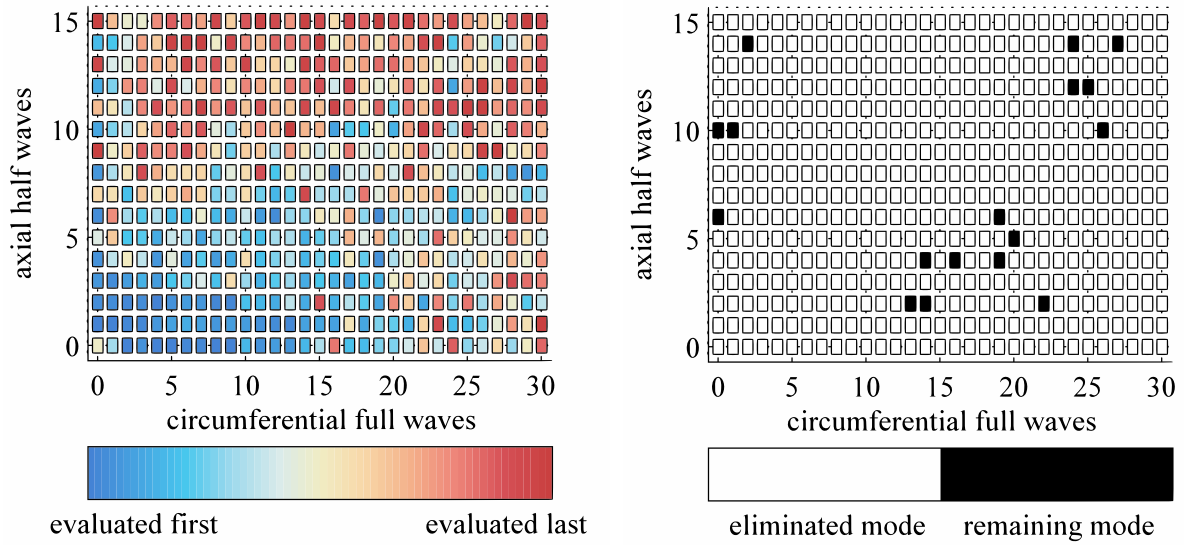 15
10
5
0
axial half waves
0 5 10 15 20 25 30
circumferential full waves
evaluated first evaluated last
15
10
5
0
axial half waves
0 5 10 15 20 25 30
circumferential full waves
eliminated mode remaining mode